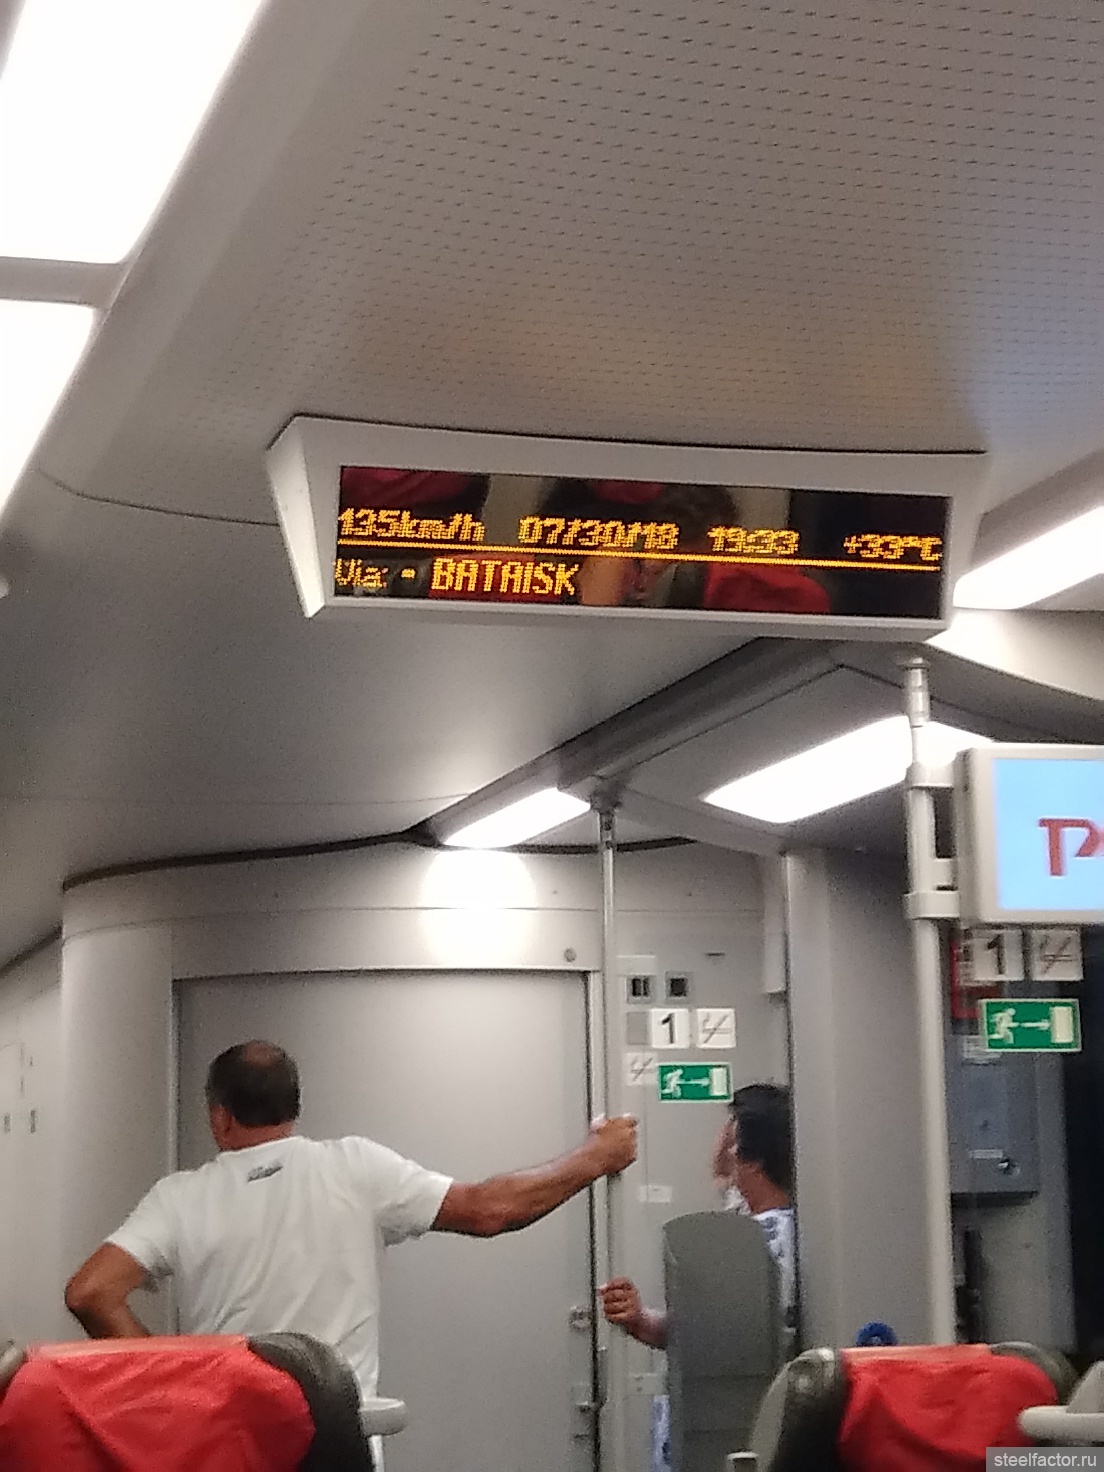 135km/h 07/30/18 19:33 +33°C
Via: - BATAISK
1
1
steelfactor.ru